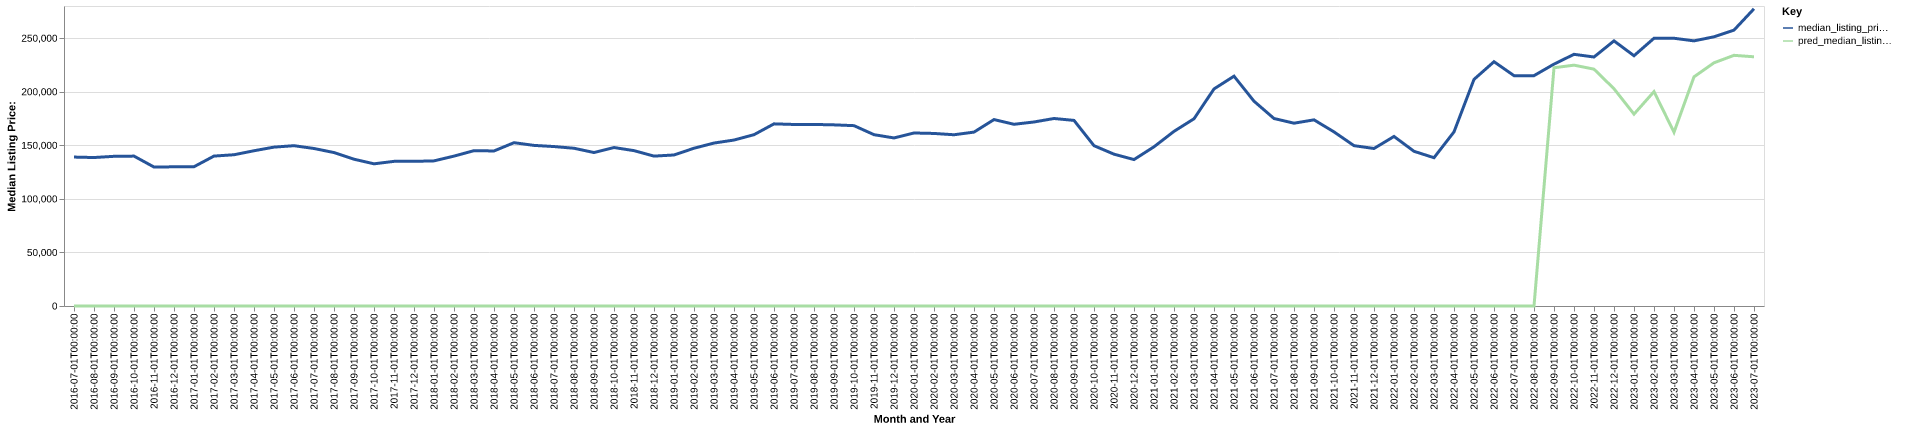 Key
median_listing_pri…
pred_median_listin…
Median Listing Price:
250,000
200,000
150,000
100,000
50,000
0
2016-07-01T00:00:00
2016-08-01T00:00:00
2016-09-01T00:00:00
2016-10-01T00:00:00
2016-11-01T00:00:00
2016-12-01T00:00:00
2017-01-01T00:00:00
2017-02-01T00:00:00
2017-03-01T00:00:00
2017-04-01T00:00:00
2017-05-01T00:00:00
2017-06-01T00:00:00
2017-07-01T00:00:00
2017-08-01T00:00:00
2017-09-01T00:00:00
2017-10-01T00:00:00
2017-11-01T00:00:00
2017-12-01T00:00:00
2018-01-01T00:00:00
2018-02-01T00:00:00
2018-03-01T00:00:00
2018-04-01T00:00:00
2018-05-01T00:00:00
2018-06-01T00:00:00
2018-07-01T00:00:00
2018-08-01T00:00:00
2018-09-01T00:00:00
2018-10-01T00:00:00
2018-11-01T00:00:00
2018-12-01T00:00:00
2019-01-01T00:00:00
2019-02-01T00:00:00
2019-03-01T00:00:00
2019-04-01T00:00:00
2019-05-01T00:00:00
2019-06-01T00:00:00
2019-07-01T00:00:00
2019-08-01T00:00:00
2019-09-01T00:00:00
2019-10-01T00:00:00
2019-11-01T00:00:00
2019-12-01T00:00:00
2020-01-01T00:00:00
2020-02-01T00:00:00
2020-03-01T00:00:00
2020-04-01T00:00:00
2020-05-01T00:00:00
2020-06-01T00:00:00
2020-07-01T00:00:00
2020-08-01T00:00:00
2020-09-01T00:00:00
2020-10-01T00:00:00
2020-11-01T00:00:00
2020-12-01T00:00:00
2021-01-01T00:00:00
2021-02-01T00:00:00
2021-03-01T00:00:00
2021-04-01T00:00:00
2021-05-01T00:00:00
2021-06-01T00:00:00
2021-07-01T00:00:00
2021-08-01T00:00:00
2021-09-01T00:00:00
2021-10-01T00:00:00
2021-11-01T00:00:00
2021-12-01T00:00:00
2022-01-01T00:00:00
2022-02-01T00:00:00
2022-03-01T00:00:00
2022-04-01T00:00:00
2022-05-01T00:00:00
2022-06-01T00:00:00
2022-07-01T00:00:00
2022-08-01T00:00:00
2022-09-01T00:00:00
2022-10-01T00:00:00
2022-11-01T00:00:00
2022-12-01T00:00:00
2023-01-01T00:00:00
2023-02-01T00:00:00
2023-03-01T00:00:00
2023-04-01T00:00:00
2023-05-01T00:00:00
2023-06-01T00:00:00
2023-07-01T00:00:00
Month and Year